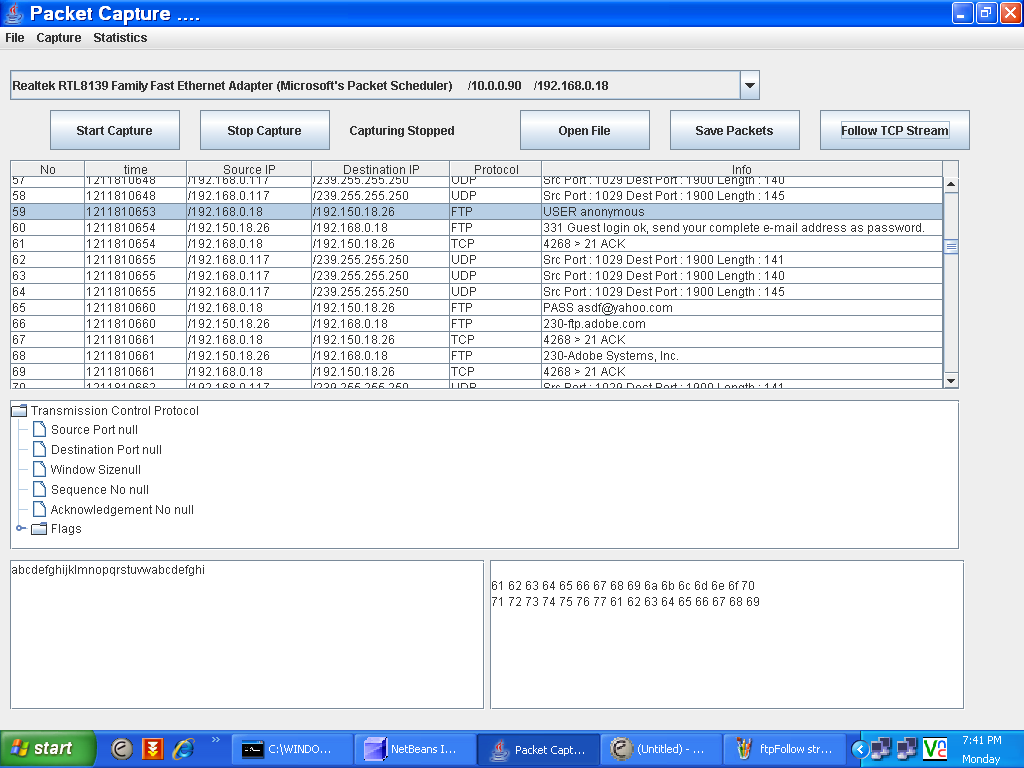 Packet Capture ....
File Capture Statistics
Realtek RTL8139 Family Fast Ethernet Adapter (Microsoft's Packet Scheduler) /10.0.0.90 /192.168.0.18
Start Capture Stop Capture Capturing Stopped Open File Save Packets Follow TCP Stream
No time Source IP Destination IP Protocol Info
57 1211810648 /192.168.0.117 /239.255.255.250 UDP Src Port : 1029 Dest Port : 1900 Length : 140
58 1211810648 /192.168.0.117 /239.255.255.250 UDP Src Port : 1029 Dest Port : 1900 Length : 145
59 1211810653 /192.168.0.18 /192.150.18.26 FTP USER anonymous
60 1211810654 /192.150.18.26 /192.168.0.18 FTP 331 Guest login ok, send your complete e-mail address as password.
61 1211810654 /192.168.0.18 /192.150.18.26 TCP 4268 > 21 ACK
62 1211810655 /192.168.0.117 /239.255.255.250 UDP Src Port : 1029 Dest Port : 1900 Length : 141
63 1211810655 /192.168.0.117 /239.255.255.250 UDP Src Port : 1029 Dest Port : 1900 Length : 140
64 1211810655 /192.168.0.117 /239.255.255.250 UDP Src Port : 1029 Dest Port : 1900 Length : 145
65 1211810660 /192.168.0.18 /192.150.18.26 FTP PASS asdf@yahoo.com
66 1211810660 /192.150.18.26 /192.168.0.18 FTP 230-ftp.adobe.com
67 1211810661 /192.168.0.18 /192.150.18.26 TCP 4268 > 21 ACK
68 1211810661 /192.150.18.26 /192.168.0.18 FTP 230-Adobe Systems, Inc.
69 1211810661 /192.168.0.18 /192.150.18.26 TCP 4268 > 21 ACK
70 1211810662 /192.168.0.117 /239.255.255.250 UDP Src Port : 1029 Dest Port : 1900 Length : 141
Transmission Control Protocol
Source Port null
Destination Port null
Window Sizenull
Sequence No null
Acknowledgement No null
Flags
abcdefghijklmnopqrstuvwabcdefghi
61 62 63 64 65 66 67 68 69 6a 6b 6c 6d 6e 6f 70
71 72 73 74 75 76 77 61 62 63 64 65 66 67 68 69
start C:\WINDO... NetBeans I... Packet Capt... (Untitled) - ... ftpFollow str... 7:41 PM
Monday